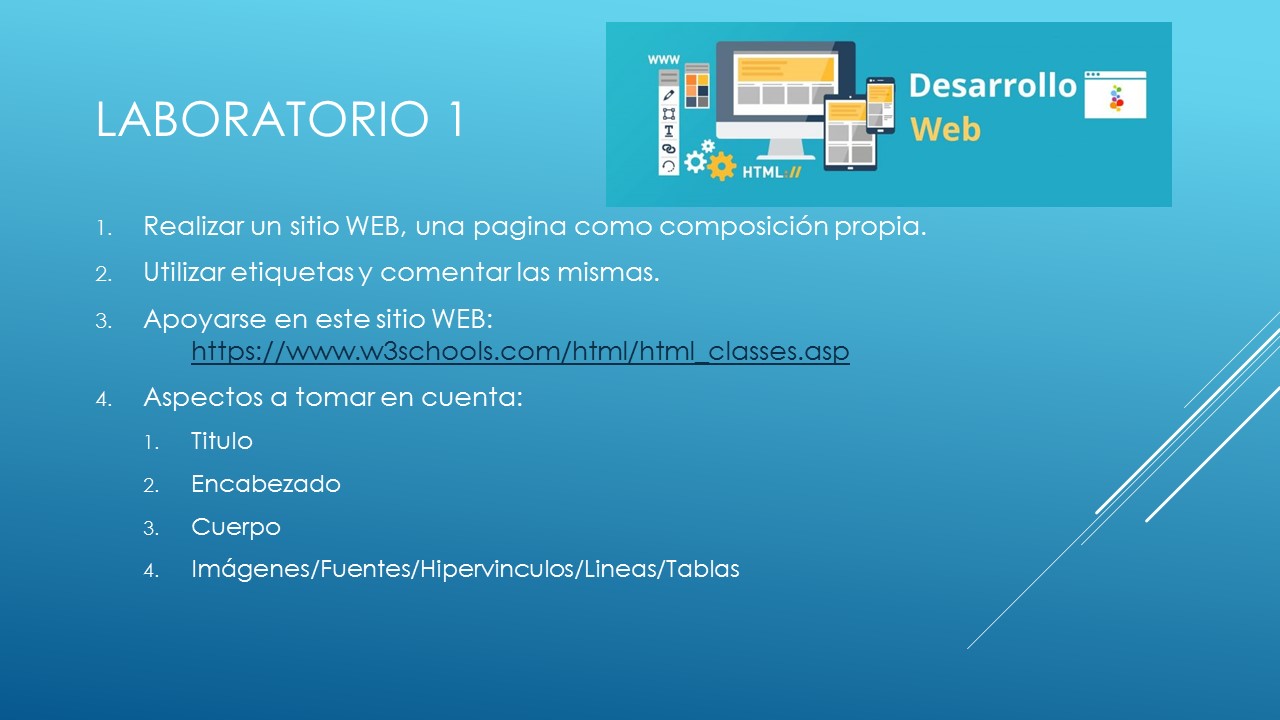 LABORATORIO 1
WWW
T
HTML://
Desarrollo
Web
1. Realizar un sitio WEB, una pagina como composición propia.
2. Utilizar etiquetas y comentar las mismas.
3. Apoyarse en este sitio WEB:
https://www.w3schools.com/html/html_classes.asp
4. Aspectos a tomar en cuenta:
1. Titulo
2. Encabezado
3. Cuerpo
4. Imágenes/Fuentes/Hipervinculos/Lineas/Tablas